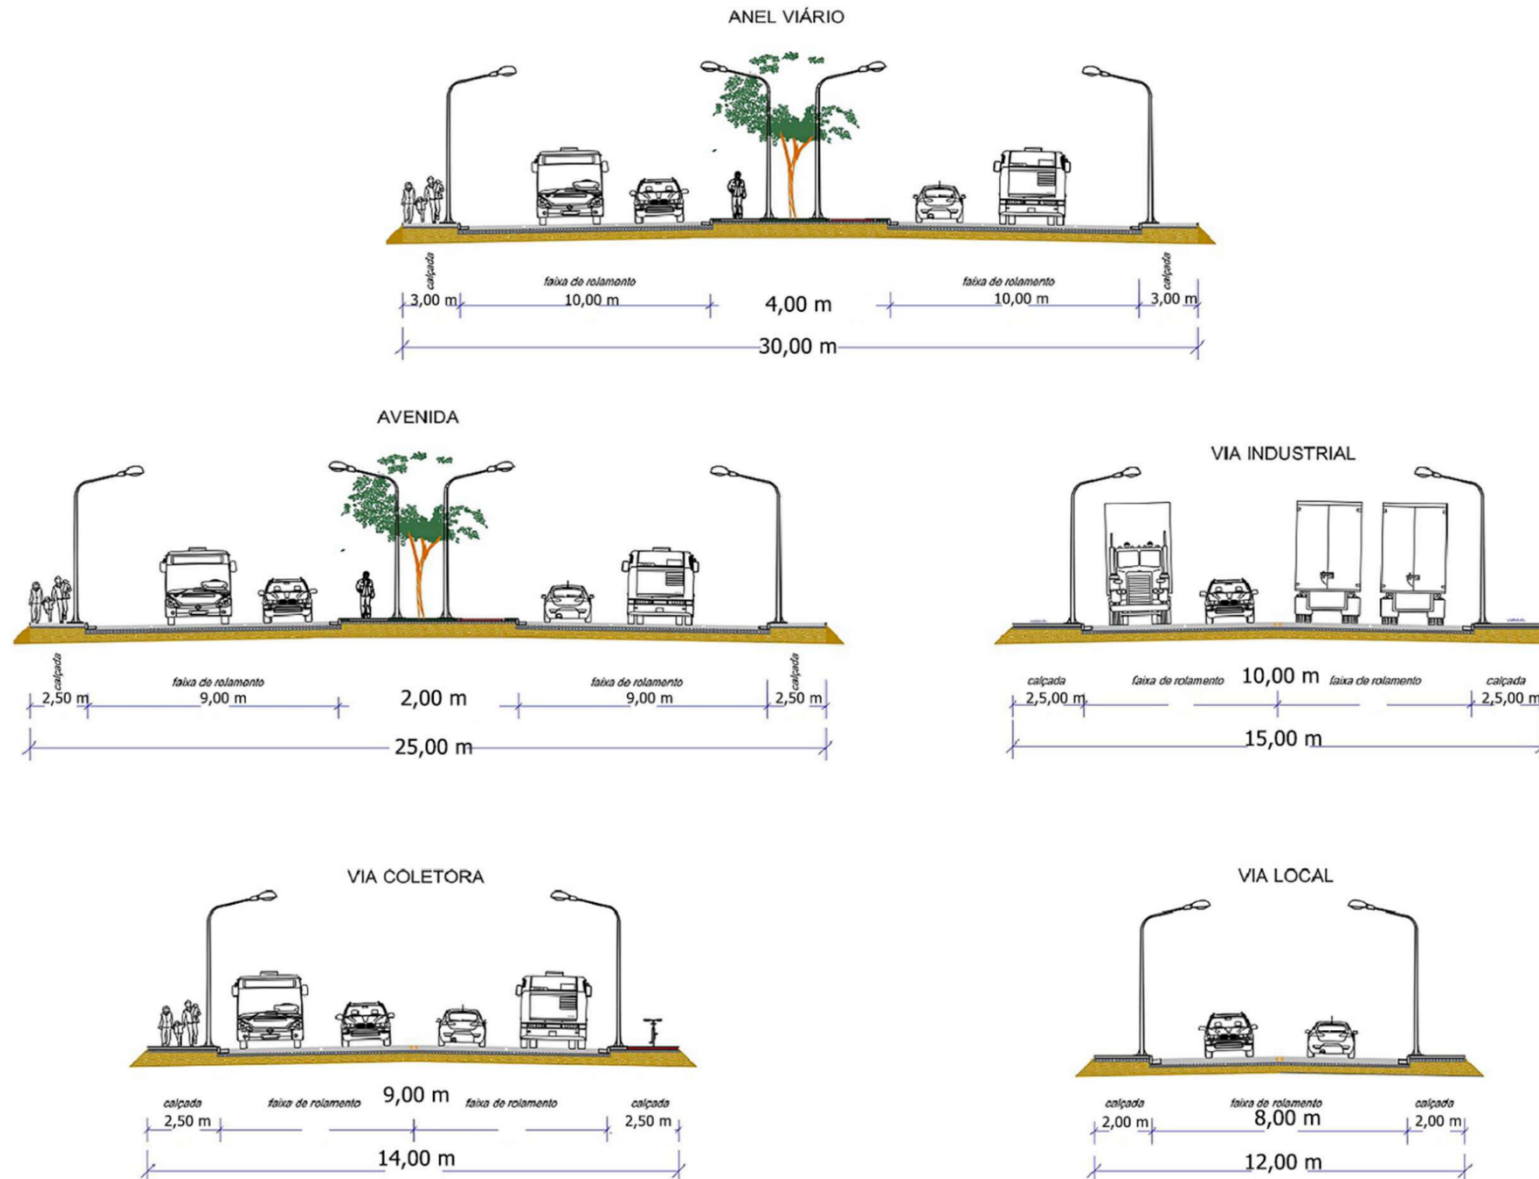 ANEL VIÁRIO
calçada
faixa de rolamento
faixa de rolamento
calçada
3,00 m
10,00 m
4,00 m
10,00 m
3,00 m
30,00 m
AVENIDA
calçada
faixa de rolamento
faixa de rolamento
calçada
2,50 m
9,00 m
2,00 m
9,00 m
2,50 m
25,00 m
VIA INDUSTRIAL
calçada
faixa de rolamento
10,00 m
faixa de rolamento
calçada
2,5,00 m
2,5,00 m
15,00 m
VIA COLETORA
calçada
faixa de rolamento
9,00 m
faixa de rolamento
calçada
2,50 m
2,50 m
14,00 m
VIA LOCAL
calçada
faixa de rolamento
calçada
2,00 m
8,00 m
2,00 m
12,00 m